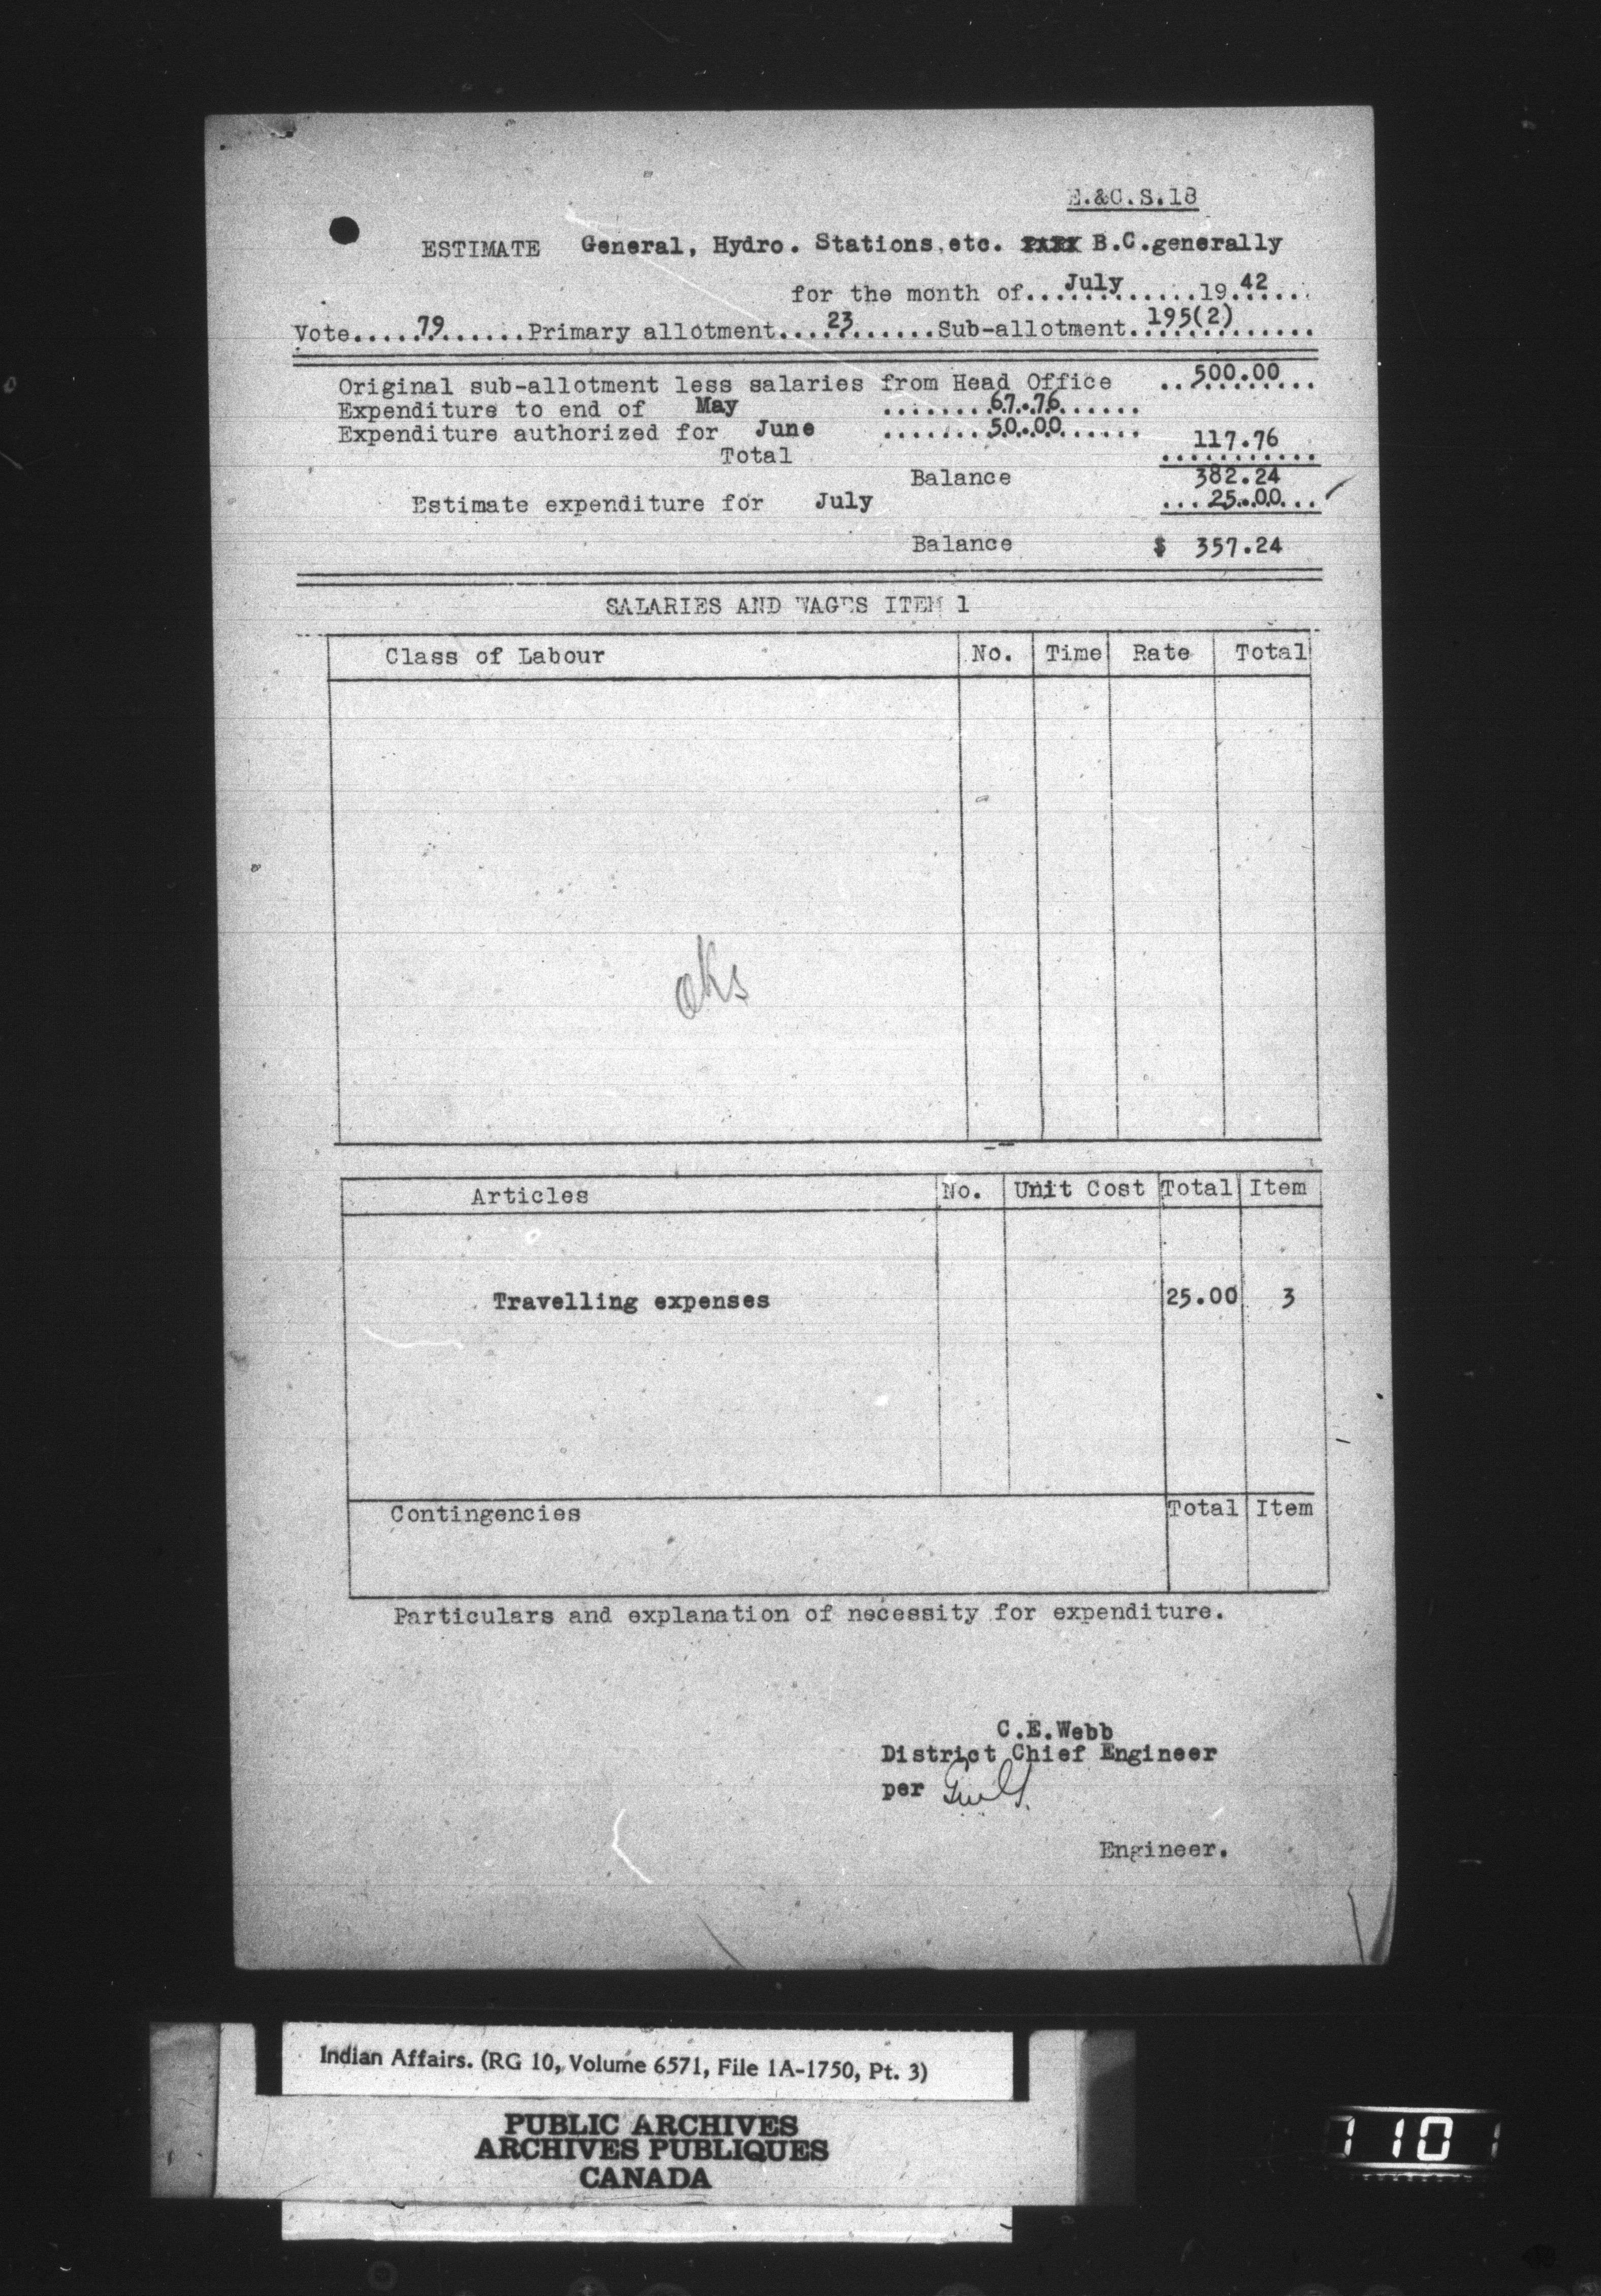 E.&C.S.18
ESTIMATE General, Hydro. Stations,etc. PARK B.C.generally
for the month of...July...........19.42.....
Vote.....79......Primary allotment....23......Sub-allotment..195(2)............
Original sub-allotment less salaries from Head Office ..500.00.........
Expenditure to end of May ........67.76......
Expenditure authorized for June ........50.00......
Total 117.76
Balance 382.24
Estimate expenditure for July ...25.00...
Balance $ 357.24
SALARIES AND WAGES ITEM 1
Class of Labour No. Time Rate Total
Articles No. Unit Cost Total Item
Travelling expenses 25.00 3
Contingencies Total Item
Particulars and explanation of necessity for expenditure.
C.E.Webb
District Chief Engineer
per
Engineer.
Indian Affairs. (RG 10, Volume 6571, File 1A-1750, Pt. 3)
PUBLIC ARCHIVES
ARCHIVES PUBLIQUES
CANADA